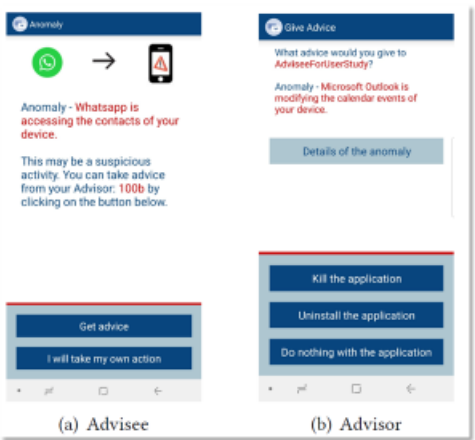 Anomaly
Anomaly - Whatsapp is
accessing the contacts of your
device.
This may be a suspicious
activity. You can take advice
from your Advisor: 100b by
clicking on the button below.
Get advice
I will take my own action
(a) Advisee
Give Advice
What advice would you give to
AdviseeForUserStudy?
Anomaly - Microsoft Outlook is
modifying the calendar events of
your device.
Details of the anomaly
Kill the application
Uninstall the application
Do nothing with the application
(b) Advisor